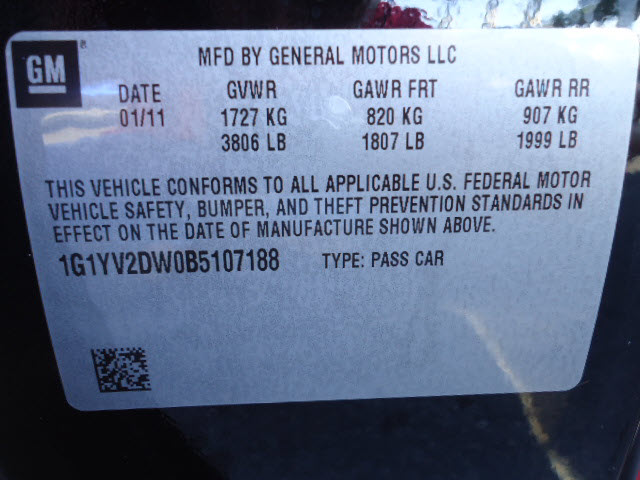 GM
®
MFD BY GENERAL MOTORS LLC
DATE GVWR GAWR FRT GAWR RR
01/11 1727 KG 820 KG 907 KG
3806 LB 1807 LB 1999 LB
THIS VEHICLE CONFORMS TO ALL APPLICABLE U.S. FEDERAL MOTOR
VEHICLE SAFETY, BUMPER, AND THEFT PREVENTION STANDARDS IN
EFFECT ON THE DATE OF MANUFACTURE SHOWN ABOVE.
1G1YV2DW0B5107188 TYPE: PASS CAR